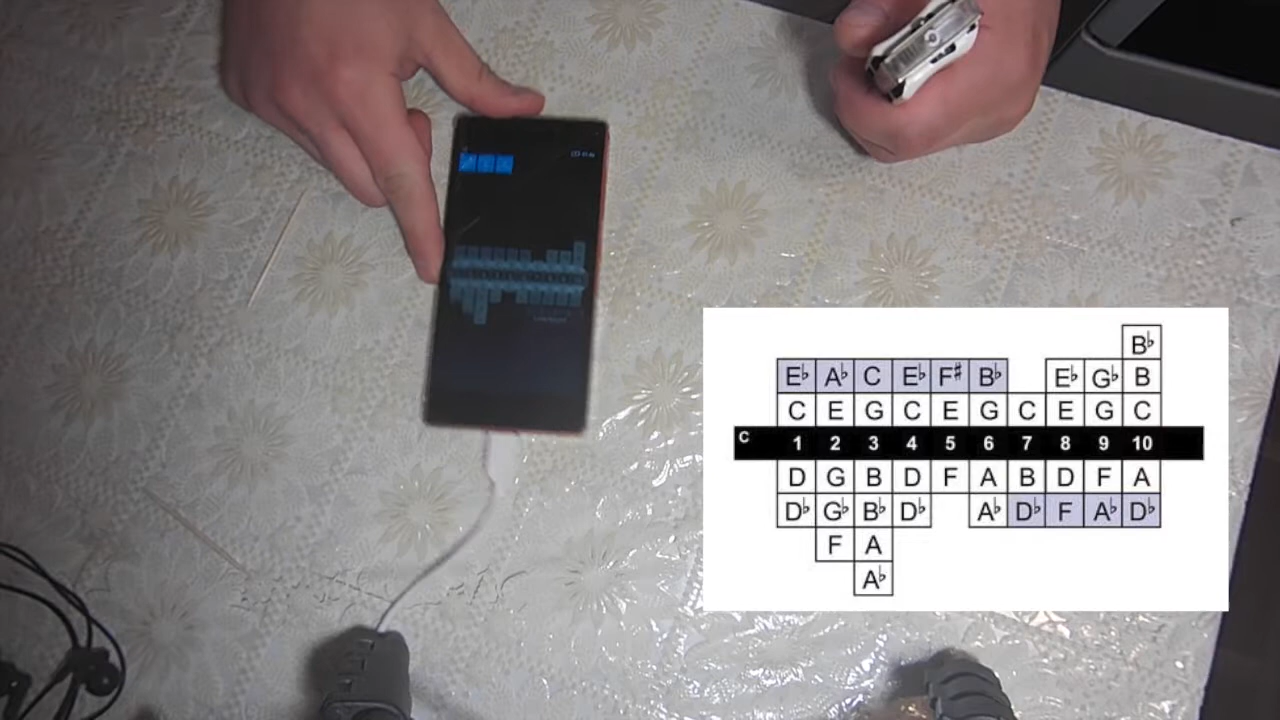 B♭
E♭ A♭ C E♭ F♯ B♭ E♭ G♭ B
C E G C E G C E G C
C 1 2 3 4 5 6 7 8 9 10
D G B D F A B D F A
D♭ G♭ B♭ D♭ A♭ D♭ F A♭ D♭
F A
A♭